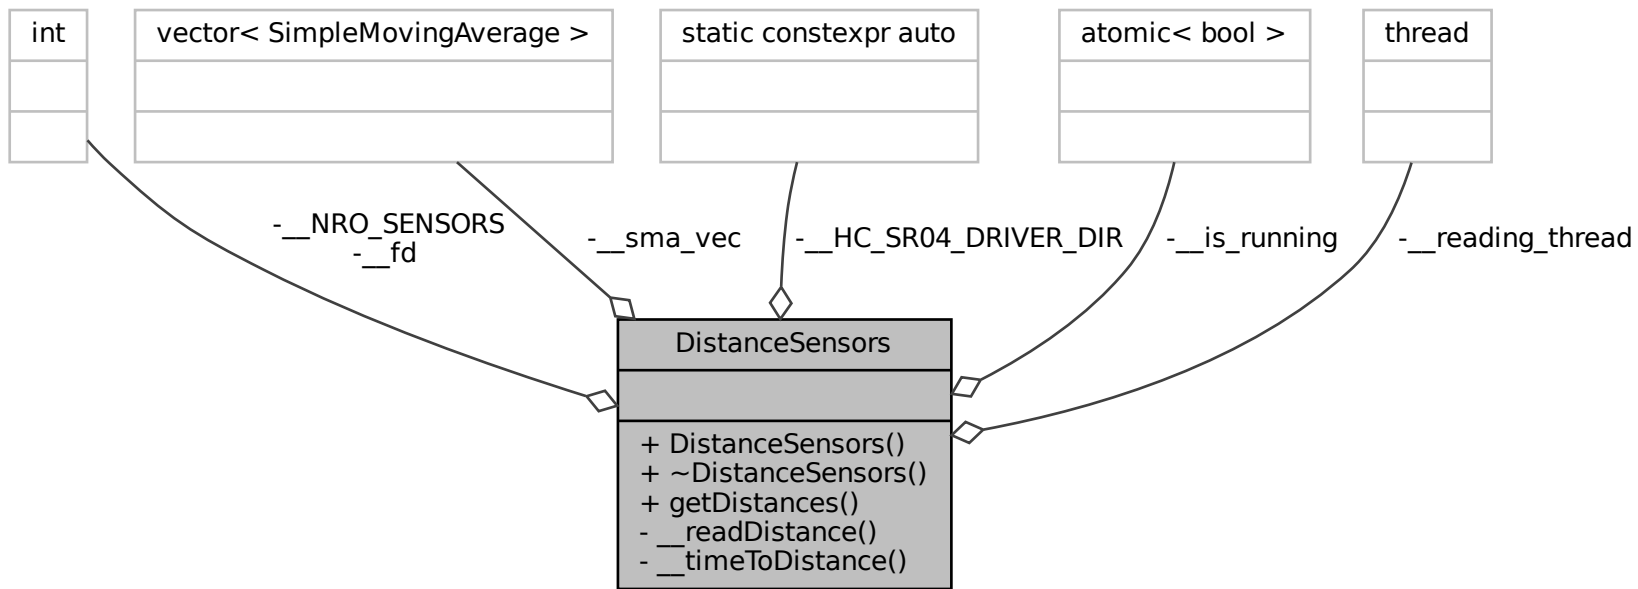 int
vector< SimpleMovingAverage >
static constexpr auto
atomic< bool >
thread
-__NRO_SENSORS
-__fd
-__sma_vec
-__HC_SR04_DRIVER_DIR
-__is_running
-__reading_thread
DistanceSensors
+ DistanceSensors()
+ ~DistanceSensors()
+ getDistances()
- __readDistance()
- __timeToDistance()